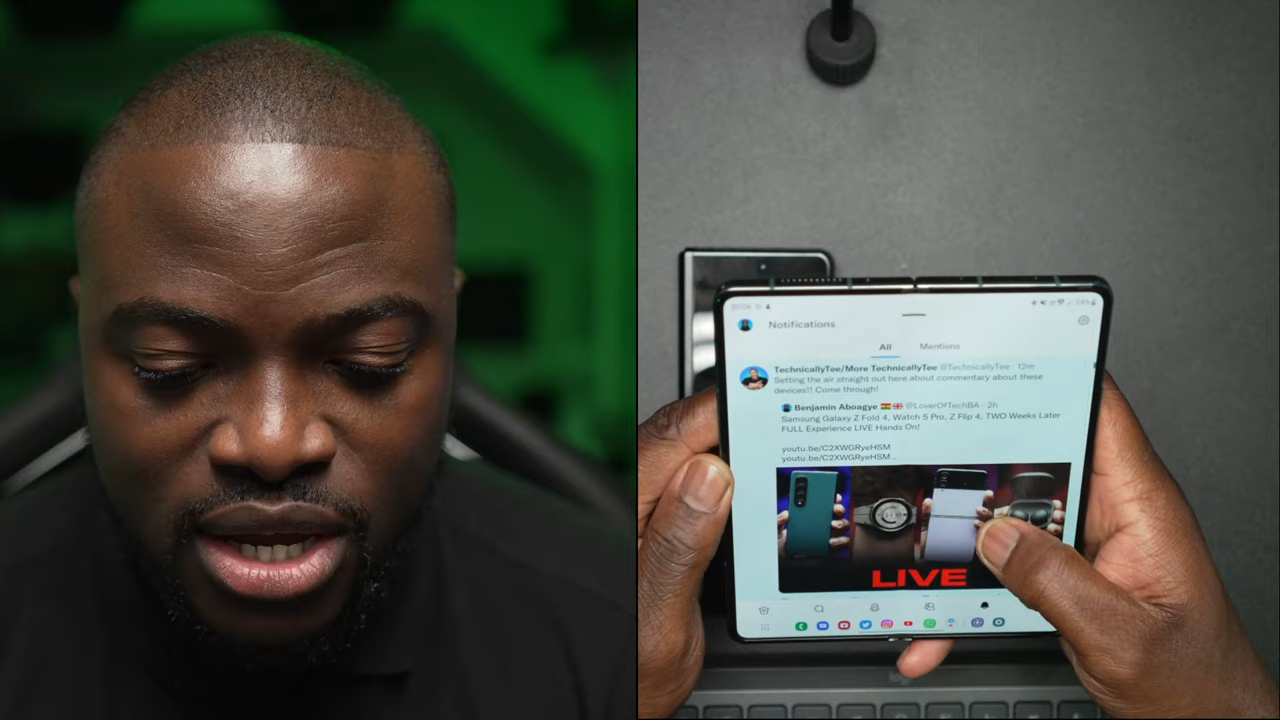 Notifications
All
Mentions
TechnicallyTee/More TechnicallyTee @TechnicallyTee · 12m
Setting the air straight out here about commentary about these
devices!! Come through!
Benjamin Aboagye 🇬🇭 🇬🇧 @LoverOfTechBA · 2h
Samsung Galaxy Z Fold 4, Watch 5 Pro, Z Flip 4, TWO Weeks Later
FULL Experience LIVE Hands On!
youtu.be/C2XWGRyeHSM
youtu.be/C2XWGRyeHSM...
LIVE